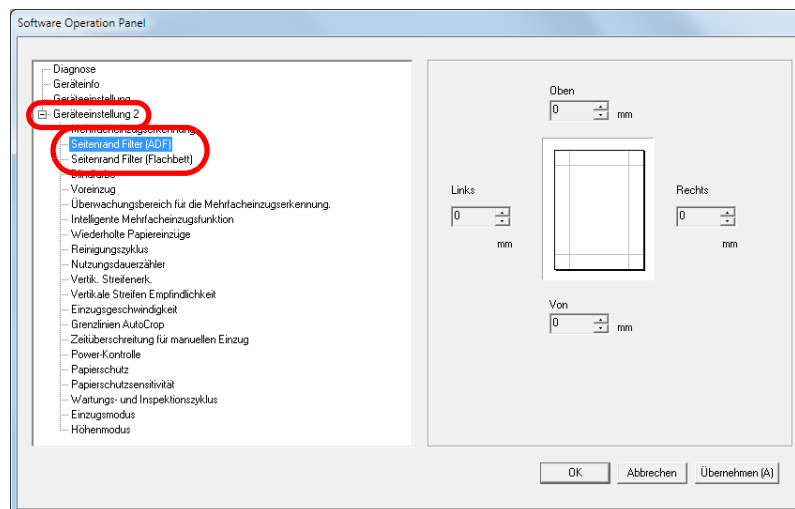 Software Operation Panel
Diagnose
Geräteinfo
Geräteeinstellung
Geräteeinstellung 2
Mehrfacheinzugserkennung
Seitenrand Filter (ADF)
Seitenrand Filter (Flachbett)
Blindfarbe
Voreinzug
Überwachungsbereich für die Mehrfacheinzugserkennung.
Intelligente Mehrfacheinzugsfunktion
Wiederholte Papiereinzüge
Reinigungszyklus
Nutzungsdauerzähler
Vertik. Streifenerk.
Vertikale Streifen Empfindlichkeit
Einzugsgeschwindigkeit
Grenzlinien AutoCrop
Zeitüberschreitung für manuellen Einzug
Power-Kontrolle
Papierschutz
Papierschutzsensitivität
Wartungs- und Inspektionszyklus
Einzugsmodus
Höhenmodus
Oben
0 mm
Links
0
mm
Rechts
0
mm
Von
0 mm
OK
Abbrechen
Übernehmen (A)